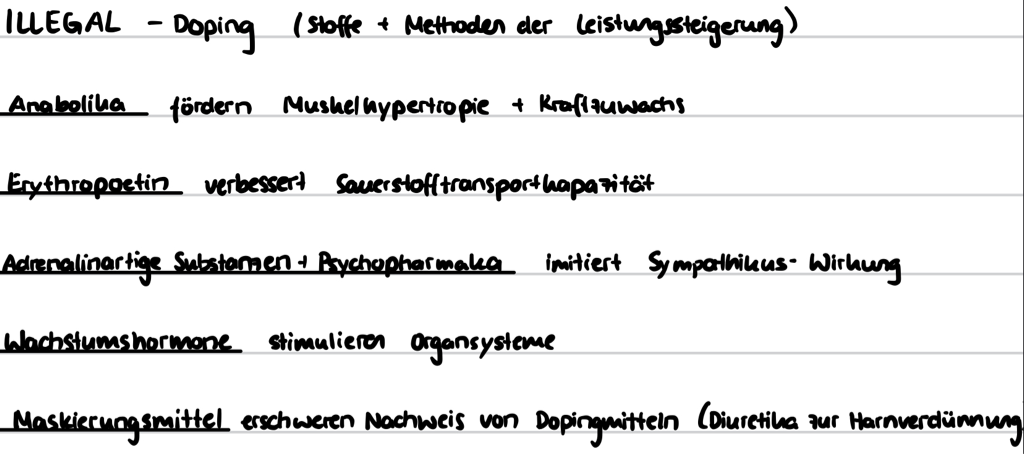 ILLEGAL - Doping (Stoffe + Methoden der Leistungssteigerung)
Anabolika fördern Muskelhypertropie + Kraftzuwachs
Erythropoetin verbessert Sauerstofftransportkapazität
Adrenalinartige Substanzen + Psychopharmaka imitiert Sympathikus-Wirkung
Wachstumshormone stimulieren Organsysteme
Maskierungsmittel erschweren Nachweis von Dopingmitteln (Diuretika zur Harnverdünnung